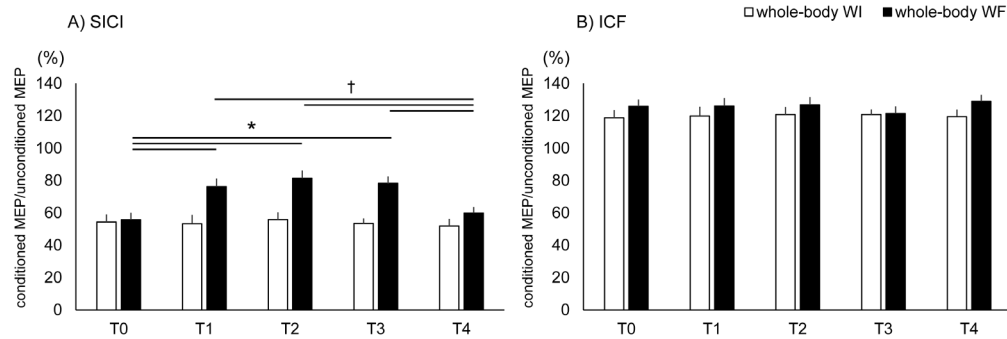 A) SICI
(%)
conditioned MEP/unconditioned MEP
140
120
100
80
60
40
20
0
†
*
T0 T1 T2 T3 T4
whole-body WI whole-body WF
B) ICF
(%)
conditioned MEP/unconditioned MEP
140
120
100
80
60
40
20
0
T0 T1 T2 T3 T4